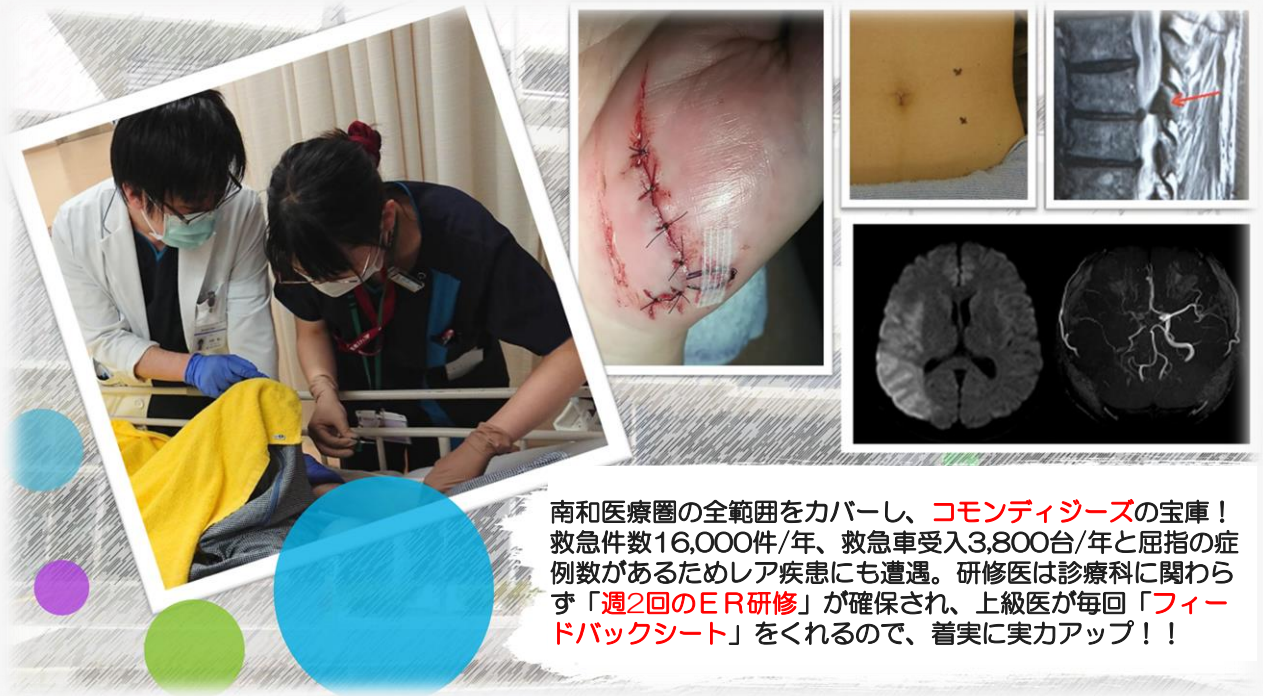 南和医療圏の全範囲をカバーし、コモンディジーズの宝庫！
救急件数16,000件/年、救急車受入3,800台/年と屈指の症
例数があるためレア疾患にも遭遇。研修医は診療科に関わら
ず「週2回のＥＲ研修」が確保され、上級医が毎回「フィー
ドバックシート」をくれるので、着実に実力アップ！！